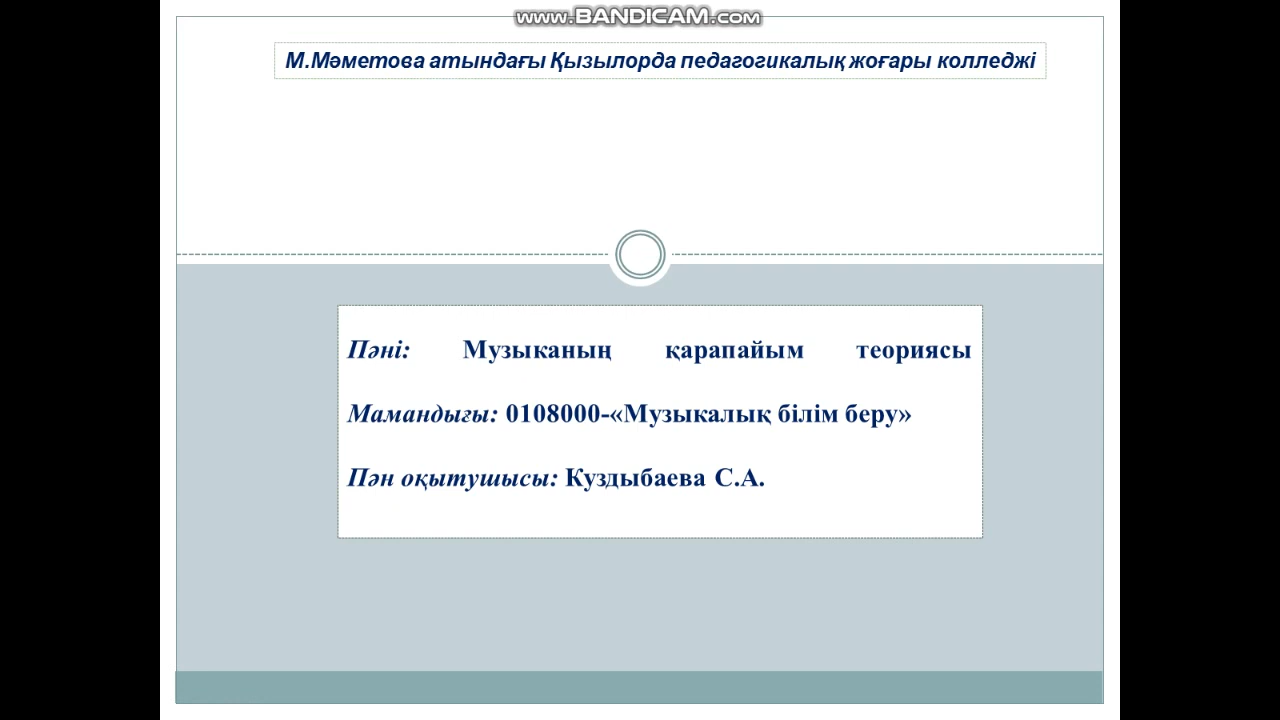 www.BANDICAM.com
М.Мәметова атындағы Қызылорда педагогикалық жоғары колледжі
Пәні: Музыканың қарапайым теориясы
Мамандығы: 0108000-«Музыкалық білім беру»
Пән оқытушысы: Куздыбаева С.А.